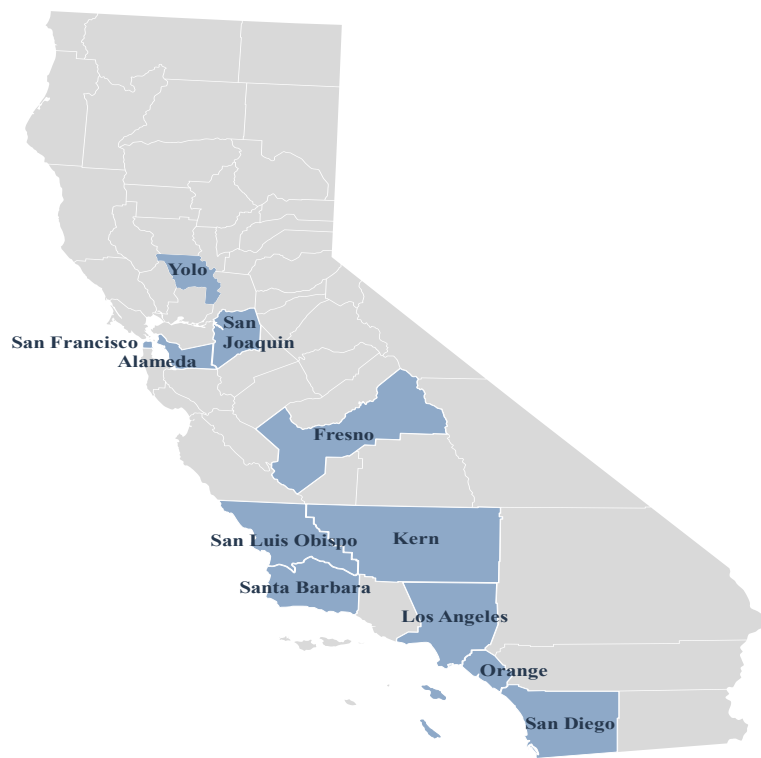 Yolo
San
Joaquin
San Francisco
Alameda
Fresno
San Luis Obispo
Kern
Santa Barbara
Los Angeles
Orange
San Diego